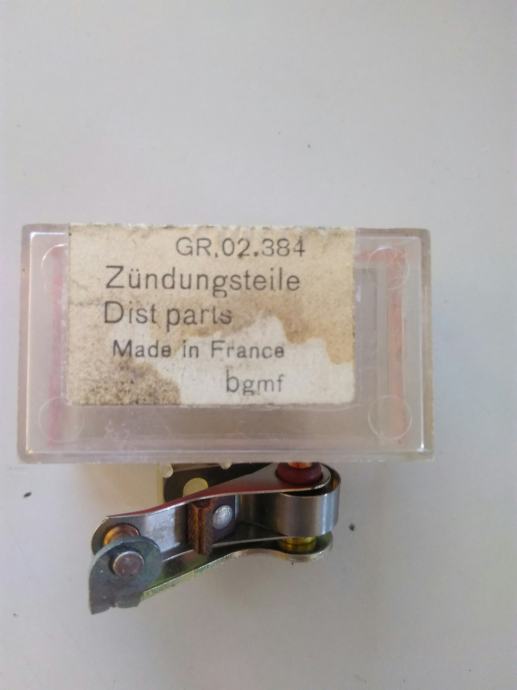 GR.02.384
Zündungsteile
Dist parts
Made in France
bgmf